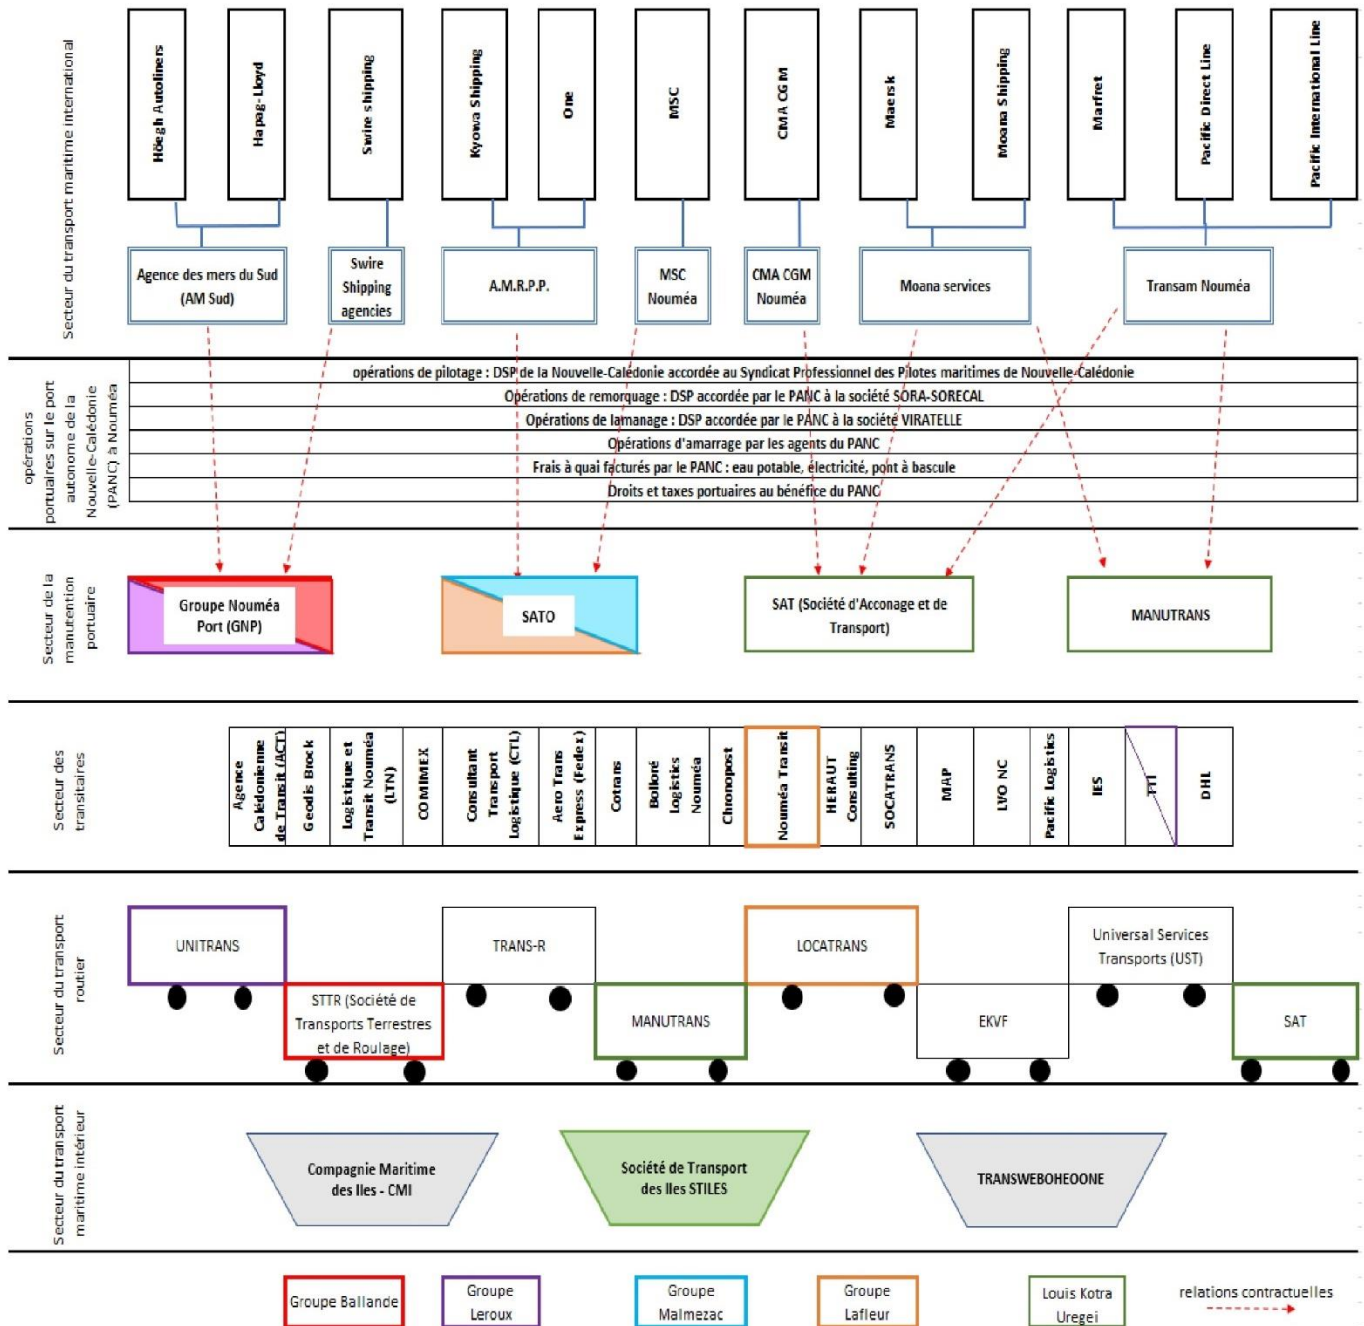 Secteur du transport maritime international
Höegh Autoliners
Hapag-Lloyd
Swire shipping
Kyowa Shipping
One
MSC
CMA CGM
Maersk
Moana Shipping
Marfret
Pacific Direct Line
Pacific International Line
Agence des mers du Sud
(AM Sud)
Swire
Shipping
agencies
A.M.R.P.P.
MSC
Nouméa
CMA CGM
Nouméa
Moana services
Transam Nouméa
opérations
portuaires sur le port
autonome de la
Nouvelle-Calédonie
(PANC) à Nouméa
opérations de pilotage : DSP de la Nouvelle-Calédonie accordée au Syndicat Professionnel des Pilotes maritimes de Nouvelle-Calédonie
Opérations de remorquage : DSP accordée par le PANC à la société SORA-SORECAL
Opérations de lamanage : DSP accordée par le PANC à la société VIRATELLE
Opérations d'amarrage par les agents du PANC
Frais à quai facturés par le PANC : eau potable, électricité, pont à bascule
Droits et taxes portuaires au bénéfice du PANC
Secteur de la
manutention
portuaire
Groupe Nouméa
Port (GNP)
SATO
SAT (Société d'Acconage et de
Transport)
MANUTRANS
Secteur des
transitaires
Agence
Calédonienne
de Transit (ACT)
Geodis Brock
Logistique et
Transit Nouméa
(LTN)
COMIMEX
Consultant
Transport
Logistique (CTL)
Aero Trans
Express (Fedex)
Cotrans
Bolloré
Logistics
Nouméa
Chronopost
Nouméa Transit
HERAUT
Consulting
SOCATRANS
MAP
LVO NC
Pacific Logistics
IES
TTI
DHL
Secteur du transport
routier
UNITRANS
STTR (Société de
Transports Terrestres
et de Roulage)
TRANS-R
MANUTRANS
LOCATRANS
EKVF
Universal Services
Transports (UST)
SAT
Secteur du transport
maritime intérieur
Compagnie Maritime
des Iles - CMI
Société de Transport
des Iles STILES
TRANSWEBOHEOONE
Groupe Ballande
Groupe
Leroux
Groupe
Malmezac
Groupe
Lafleur
Louis Kotra
Uregei
relations contractuelles